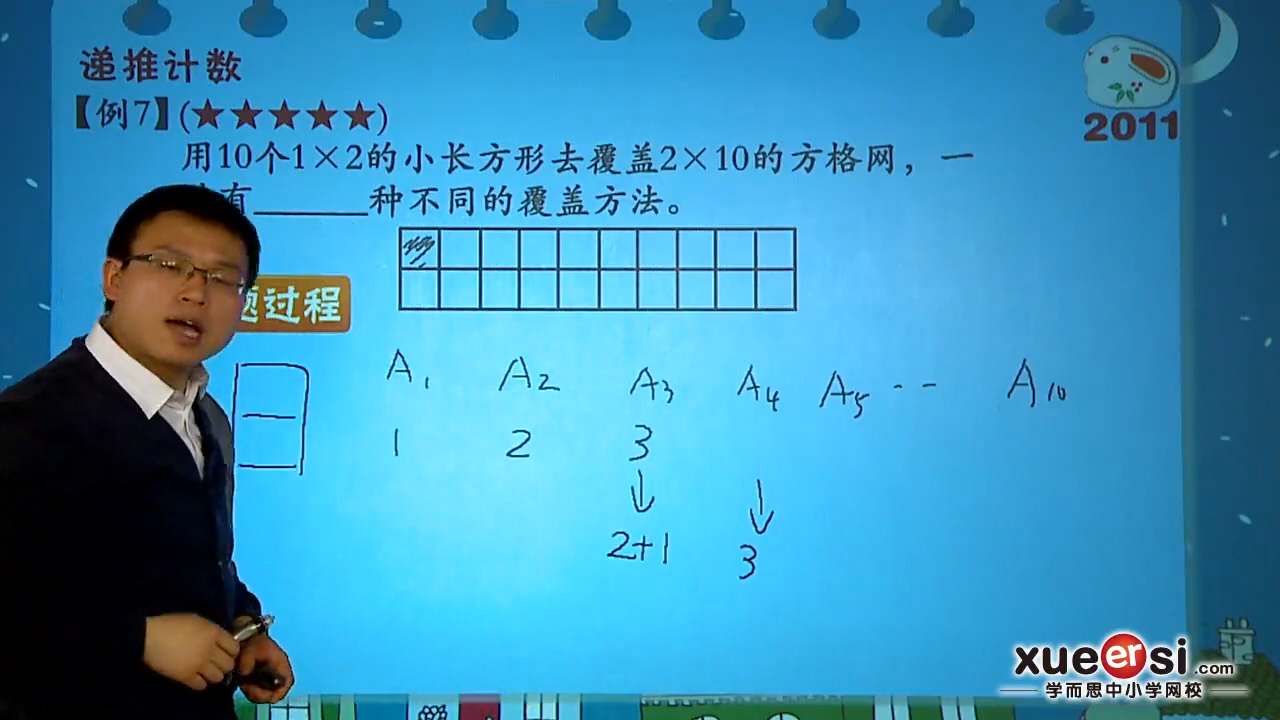 递推计数
【例7】(★★★★★)
用10个1×2的小长方形去覆盖2×10的方格网，一
有______种不同的覆盖方法。
题过程
A1 A2 A3 A4 A5 -- A10
1 2 3
↓ ↓
2+1 3
2011
xueersi.com
学而思中小学网校